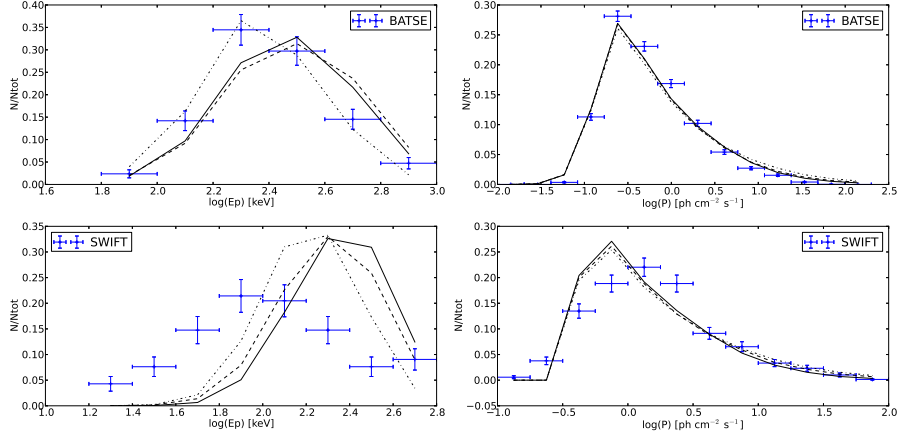 0.40
0.35
0.30
0.25
0.20
0.15
0.10
0.05
0.00
N/Ntot
BATSE
1.6 1.8 2.0 2.2 2.4 2.6 2.8 3.0
log(Ep) [keV]
0.30
0.25
0.20
0.15
0.10
0.05
0.00
N/Ntot
BATSE
−2.0 −1.5 −1.0 −0.5 0.0 0.5 1.0 1.5 2.0 2.5
log(P) [ph cm⁻² s⁻¹]
0.35
0.30
0.25
0.20
0.15
0.10
0.05
0.00
N/Ntot
SWIFT
1.0 1.2 1.4 1.6 1.8 2.0 2.2 2.4 2.6 2.8
log(Ep) [keV]
0.35
0.30
0.25
0.20
0.15
0.10
0.05
0.00
−0.05
N/Ntot
SWIFT
−1.0 −0.5 0.0 0.5 1.0 1.5 2.0
log(P) [ph cm⁻² s⁻¹]